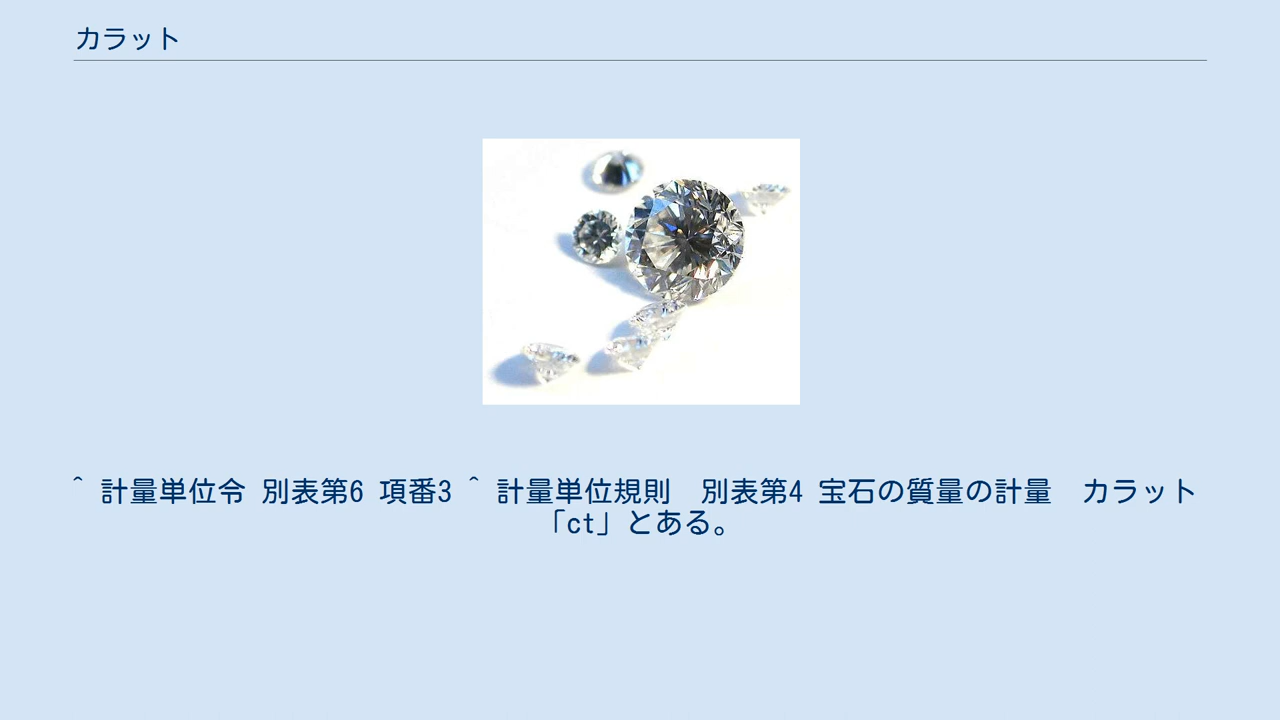 カラット
^ 計量単位令 別表第6 項番3 ^ 計量単位規則　別表第4 宝石の質量の計量　カラット
「ct」とある。